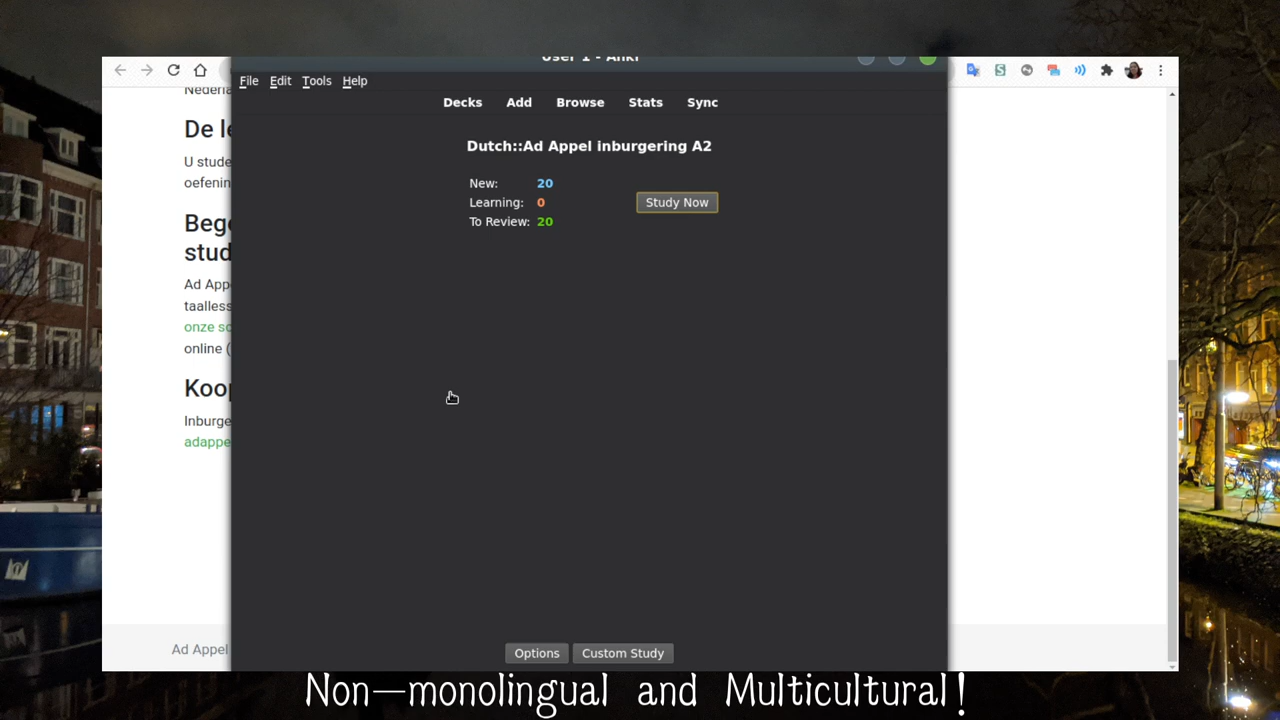 User 1 - Anki
File Edit Tools Help
Decks Add Browse Stats Sync
Dutch::Ad Appel inburgering A2
New: 20
Learning: 0
To Review: 20
Study Now
De le
U stude
oefenin
Bege
stud
Ad App
taalless
onze sc
online (
Koop
Inburge
adappe
Ad Appel
Options Custom Study
Non—monolingual and Multicultural!